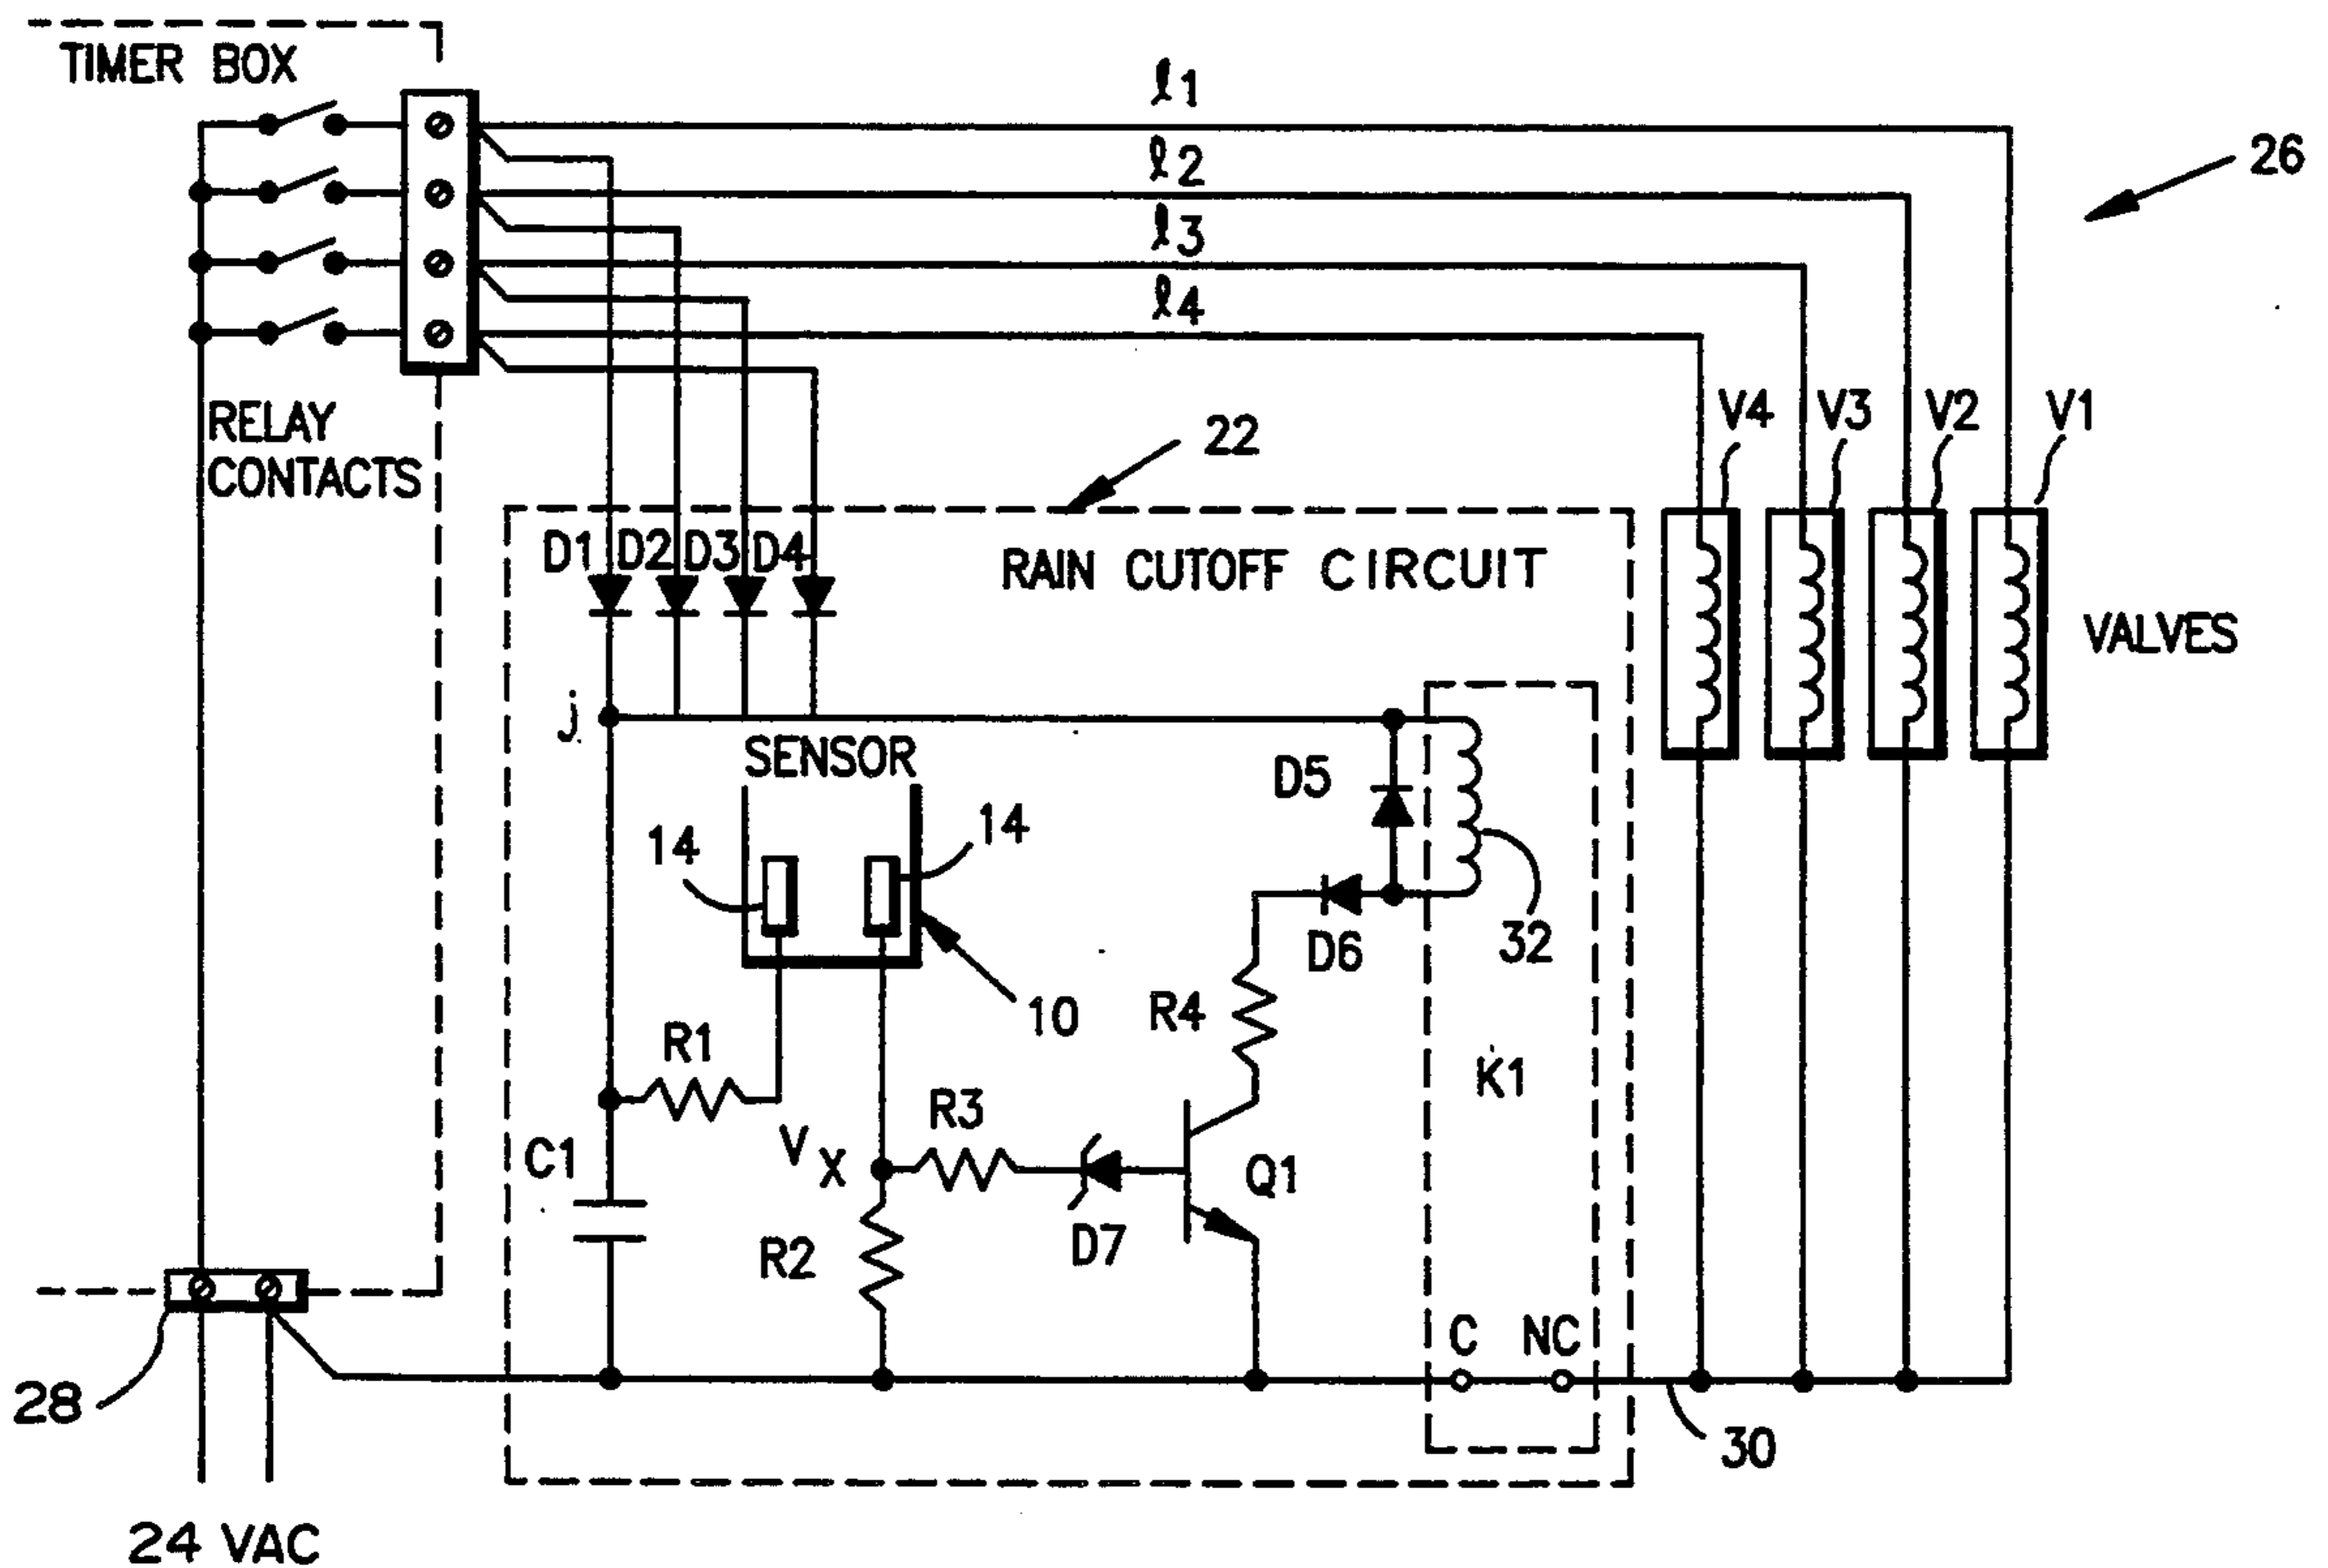 TIMER BOX
ℓ1
ℓ2
ℓ3
ℓ4
26
RELAY
CONTACTS
22
V4
V3
V2
V1
D1
D2
D3
D4
RAIN CUTOFF CIRCUIT
VALVES
j
SENSOR
D5
14
14
32
D6
10
R4
R1
K1
R3
C1
VX
Q1
R2
D7
C
NC
28
30
24 VAC